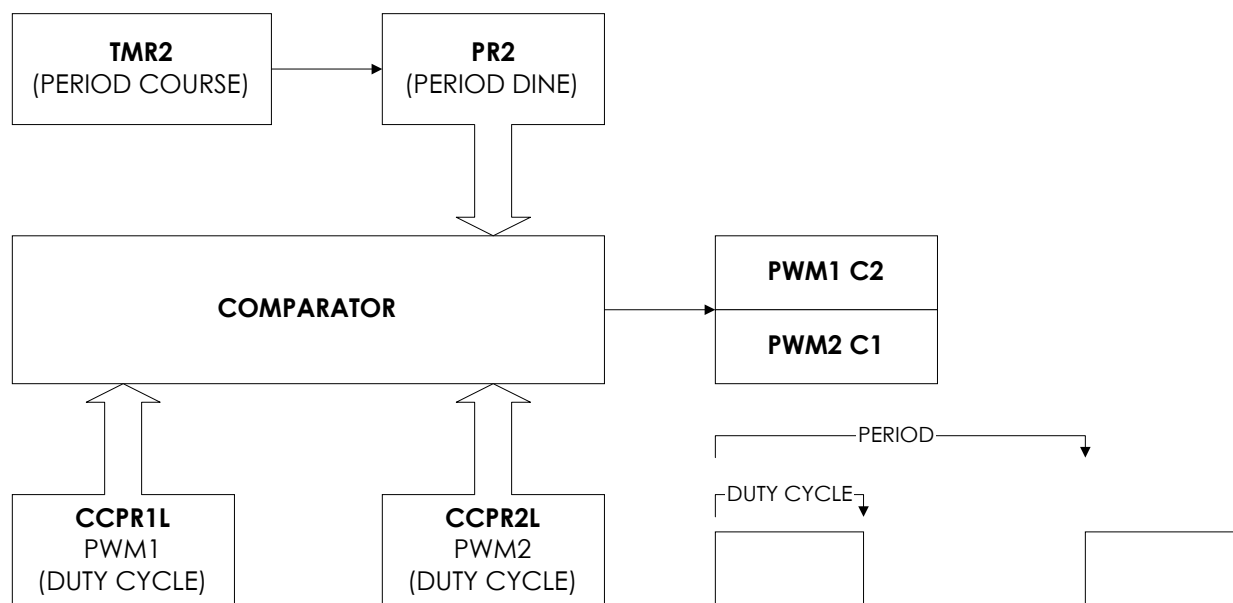 TMR2
(PERIOD COURSE)
PR2
(PERIOD DINE)
COMPARATOR
PWM1 C2
PWM2 C1
PERIOD
DUTY CYCLE
CCPR1L
PWM1
(DUTY CYCLE)
CCPR2L
PWM2
(DUTY CYCLE)